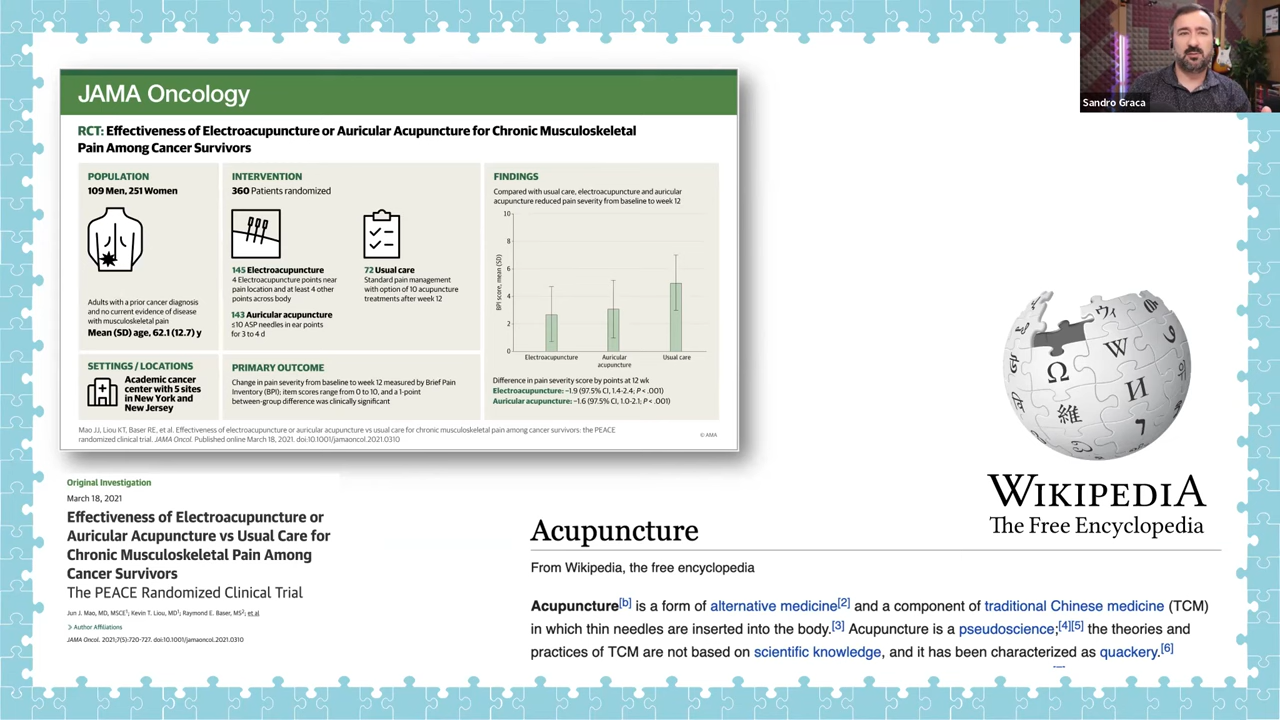 Sandro Graca
JAMA Oncology
RCT: Effectiveness of Electroacupuncture or Auricular Acupuncture for Chronic Musculoskeletal
Pain Among Cancer Survivors
POPULATION
109 Men, 251 Women
Adults with a prior cancer diagnosis
and no current evidence of disease
with musculoskeletal pain
Mean (SD) age, 62.1 (12.7) y
SETTINGS / LOCATIONS
Academic cancer
center with 5 sites
in New York and
New Jersey
INTERVENTION
360 Patients randomized
145 Electroacupuncture
4 Electroacupuncture points near
pain location and at least 4 other
points across body
143 Auricular acupuncture
≤10 ASP needles in ear points
for 3 to 4 d
72 Usual care
Standard pain management
with option of 10 acupuncture
treatments after week 12
PRIMARY OUTCOME
Change in pain severity from baseline to week 12 measured by Brief Pain
Inventory (BPI); item scores range from 0 to 10, and a 1-point
between-group difference was clinically significant
FINDINGS
Compared with usual care, electroacupuncture and auricular
acupuncture reduced pain severity from baseline to week 12
BPI score, mean (SD)
10
8
6
4
2
0
Electroacupuncture
Auricular
acupuncture
Usual care
Difference in pain severity score by points at 12 wk
Electroacupuncture: −1.9 (97.5% CI, 1.4-2.4; P < .001)
Auricular acupuncture: −1.6 (97.5% CI, 1.0-2.1; P < .001)
Mao JJ, Liou KT, Baser RE, et al. Effectiveness of electroacupuncture or auricular acupuncture vs usual care for chronic musculoskeletal pain among cancer survivors: the PEACE
randomized clinical trial. JAMA Oncol. Published online March 18, 2021. doi:10.1001/jamaoncol.2021.0310
© AMA
Original Investigation
March 18, 2021
Effectiveness of Electroacupuncture or
Auricular Acupuncture vs Usual Care for
Chronic Musculoskeletal Pain Among
Cancer Survivors
The PEACE Randomized Clinical Trial
Jun J. Mao, MD, MSCE1; Kevin T. Liou, MD1; Raymond E. Baser, MS2; et al
> Author Affiliations
JAMA Oncol. 2021;7(5):720-727. doi:10.1001/jamaoncol.2021.0310
Ω W И 維
WIKIPEDIA
The Free Encyclopedia
Acupuncture
From Wikipedia, the free encyclopedia
Acupuncture[b] is a form of alternative medicine[2] and a component of traditional Chinese medicine (TCM)
in which thin needles are inserted into the body.[3] Acupuncture is a pseudoscience;[4][5] the theories and
practices of TCM are not based on scientific knowledge, and it has been characterized as quackery.[6]